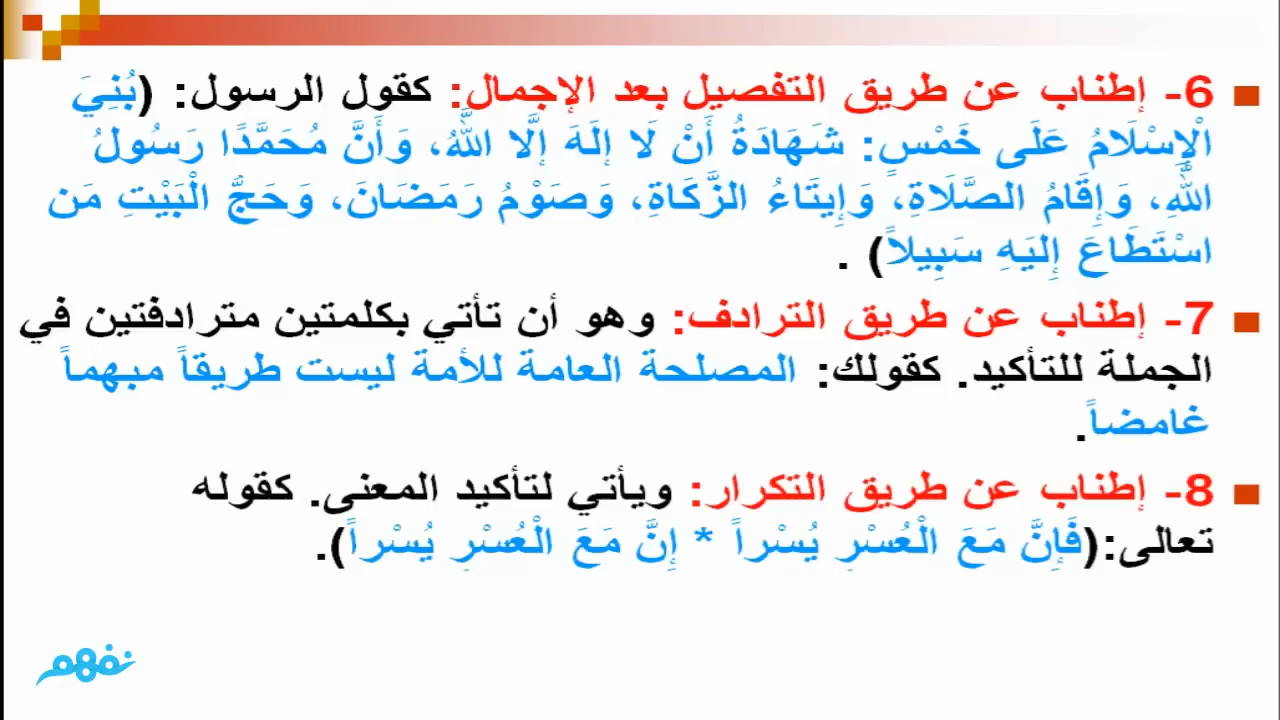 6- إطناب عن طريق التفصيل بعد الإجمال: كقول الرسول: (بُنِيَ
الْإِسْلَامُ عَلَى خَمْسٍ: شَهَادَةُ أَنْ لَا إلَهَ إلَّا اللَّهُ، وَأَنَّ مُحَمَّدًا رَسُولُ
اللَّهِ، وَإِقَامُ الصَّلَاةِ، وَإِيتَاءُ الزَّكَاةِ، وَصَوْمُ رَمَضَانَ، وَحَجُّ الْبَيْتِ مَن
اسْتَطَاعَ إِليَهِ سَبِيلاً) .
7- إطناب عن طريق الترادف: وهو أن تأتي بكلمتين مترادفتين في
الجملة للتأكيد. كقولك: المصلحة العامة للأمة ليست طريقاً مبهماً
غامضاً.
8- إطناب عن طريق التكرار: ويأتي لتأكيد المعنى. كقوله
تعالى:(فَإِنَّ مَعَ الْعُسْرِ يُسْراً * إِنَّ مَعَ الْعُسْرِ يُسْراً).
نفهم